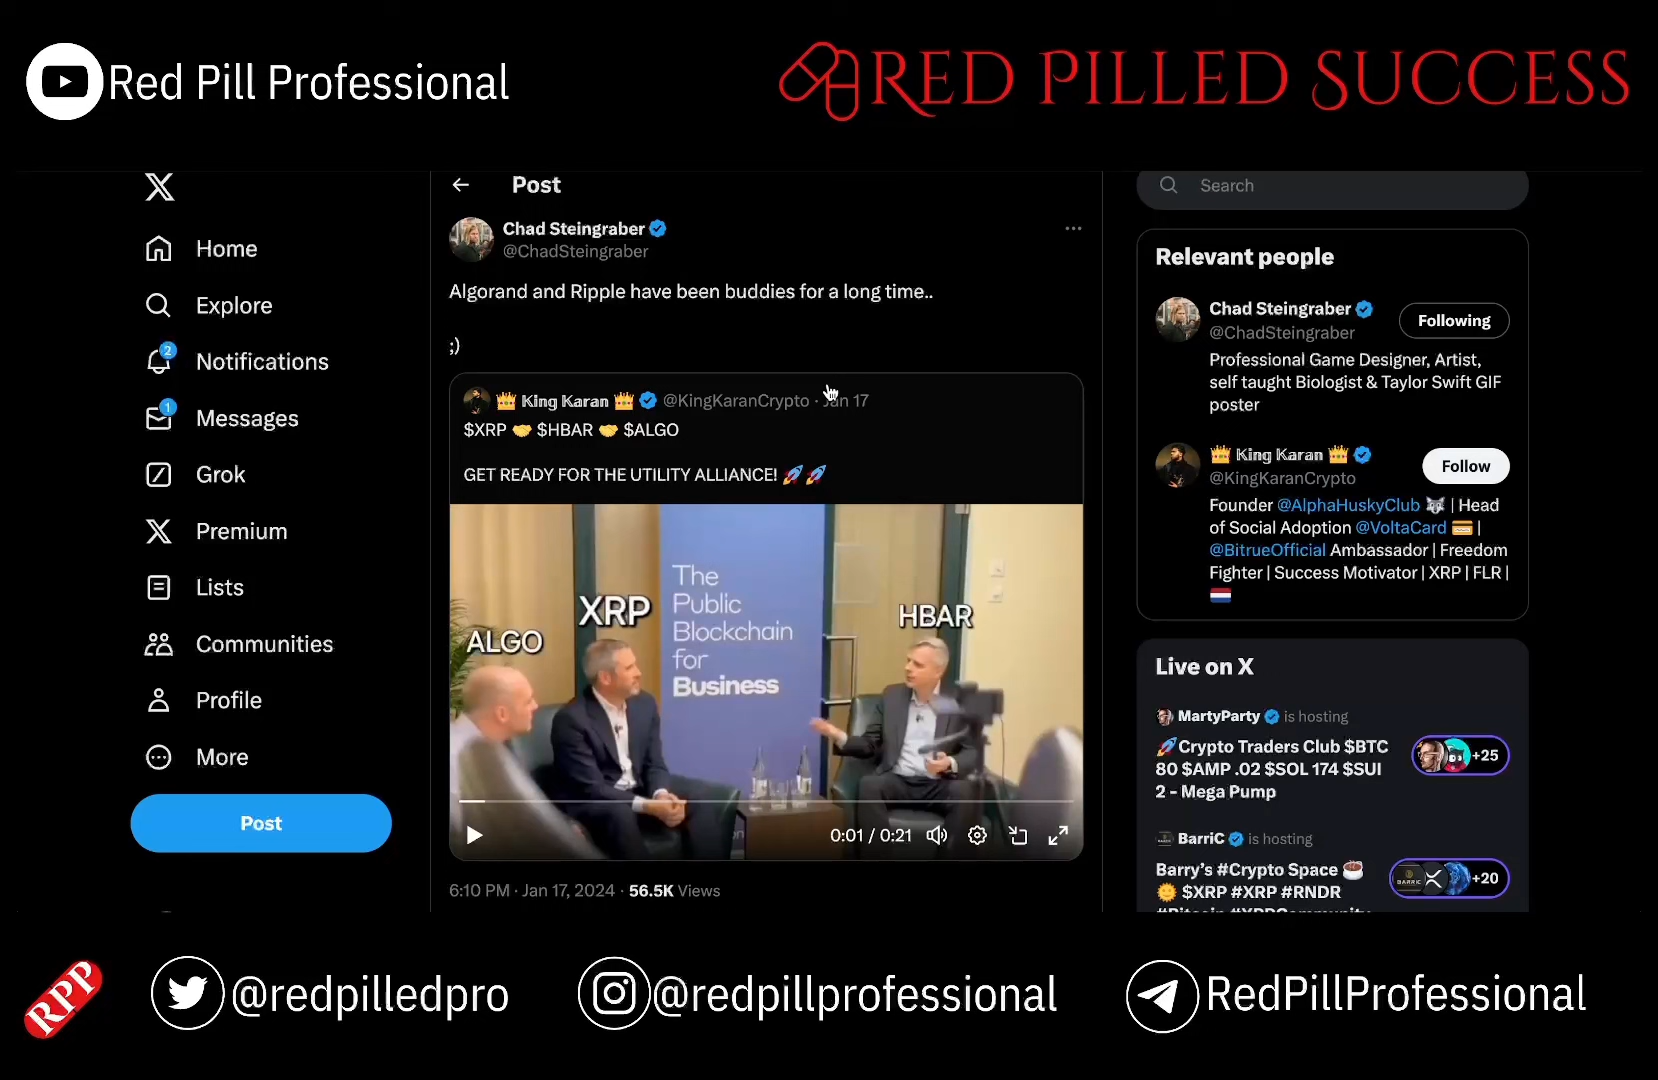 Red Pill Professional
RED PILLED SUCCESS
Post
Search
Chad Steingraber
@ChadSteingraber
Algorand and Ripple have been buddies for a long time..
;)
👑 King Karan 👑 @KingKaranCrypto · Jan 17
$XRP 🤝 $HBAR 🤝 $ALGO
GET READY FOR THE UTILITY ALLIANCE! 🚀🚀
The
Public
Blockchain
for
Business
ALGO
XRP
HBAR
0:01 / 0:21
6:10 PM · Jan 17, 2024 · 56.5K Views
Home
Explore
2
Notifications
1
Messages
Grok
Premium
Lists
Communities
Profile
More
Post
Relevant people
Chad Steingraber
@ChadSteingraber
Following
Professional Game Designer, Artist,
self taught Biologist & Taylor Swift GIF
poster
👑 King Karan 👑
@KingKaranCrypto
Follow
Founder @AlphaHuskyClub 🐺 | Head
of Social Adoption @VoltaCard 💳 |
@BitrueOfficial Ambassador | Freedom
Fighter | Success Motivator | XRP | FLR |
🇳🇱
Live on X
MartyParty is hosting
🚀Crypto Traders Club $BTC
80 $AMP .02 $SOL 174 $SUI
2 - Mega Pump
+25
BarriC is hosting
Barry's #Crypto Space ☕
🌞 $XRP #XRP #RNDR
#Bitcoin #XRPCommunity
+20
RPP
@redpilledpro
@redpillprofessional
RedPillProfessional